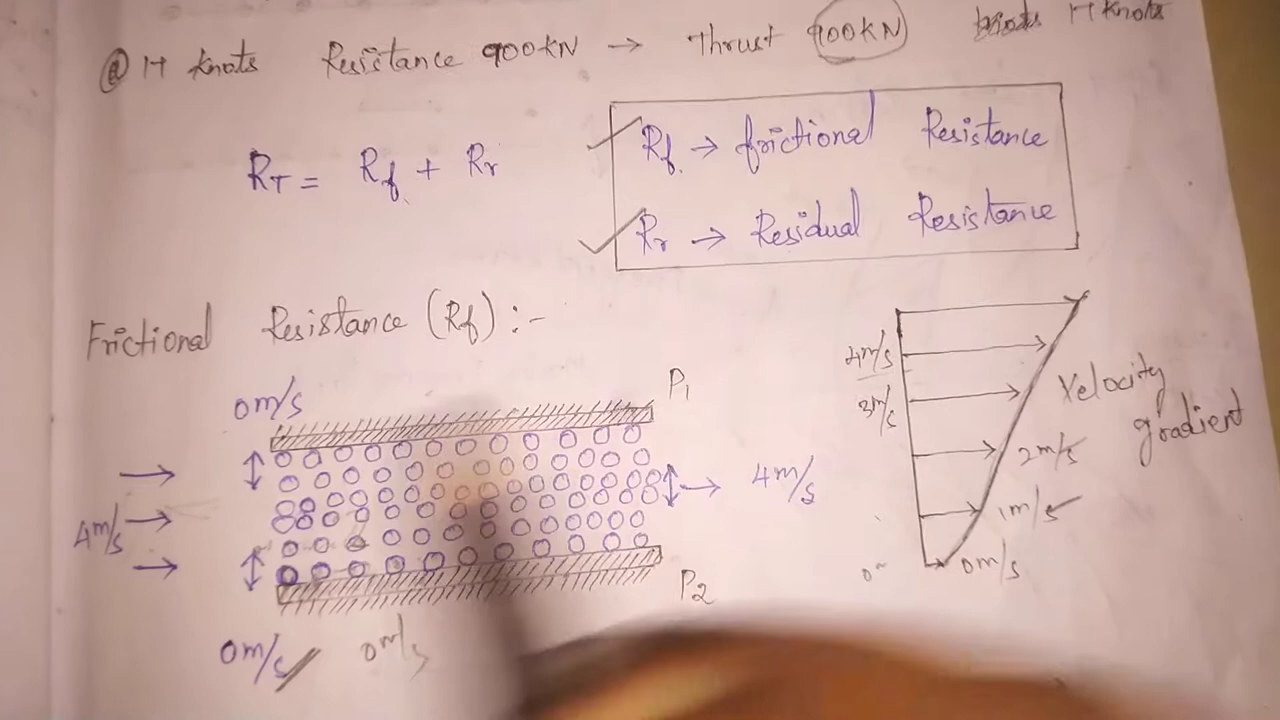 @ 14 knots Resistance 900kN → Thrust 900kN 14 knots
RT = Rf + Rr
Rf → frictional Resistance
Rr → Residual Resistance
Frictional Resistance (Rf) :-
0m/s
P1
4m/s
4m/s
P2
0m/s
0m/s
4m/s
3m/s
Velocity gradient
2m/s
1m/s
0m/s